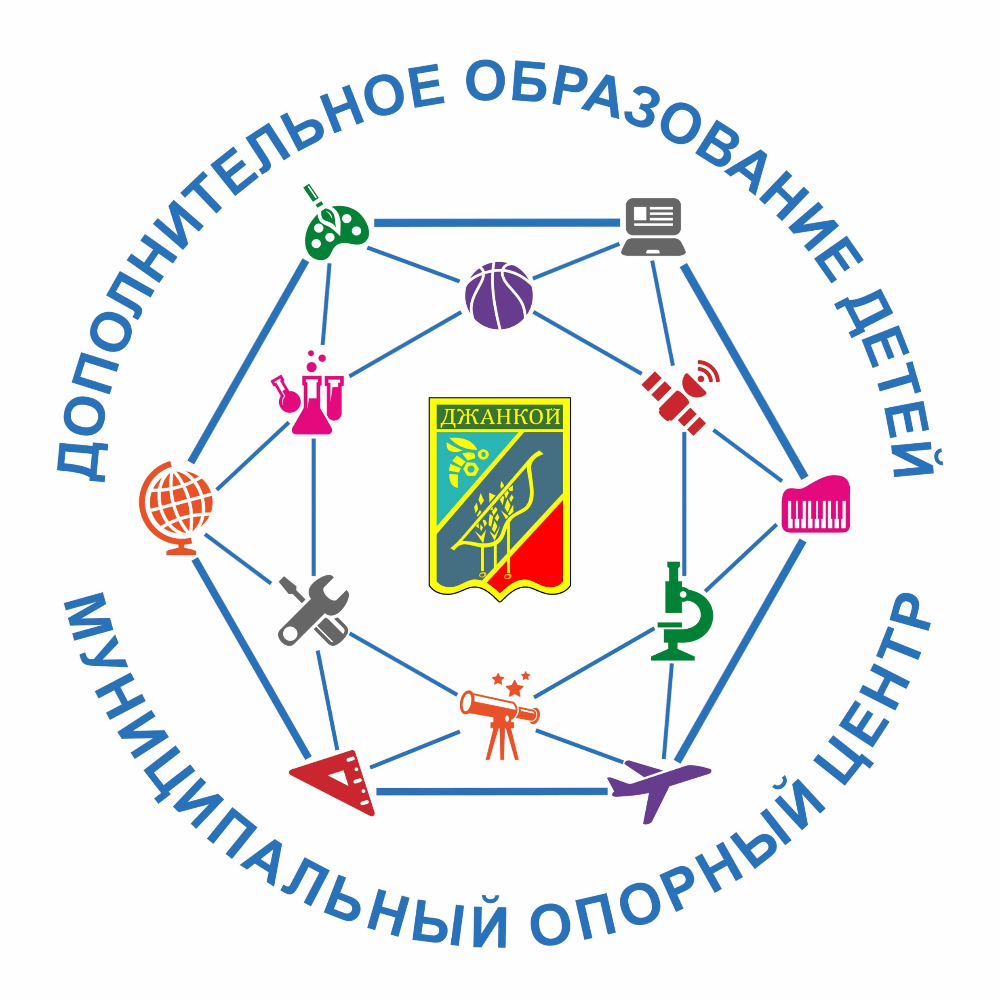 ДОПОЛНИТЕЛЬНОЕ ОБРАЗОВАНИЕ ДЕТЕЙ
ДЖАНКОЙ
МУНИЦИПАЛЬНЫЙ ОПОРНЫЙ ЦЕНТР